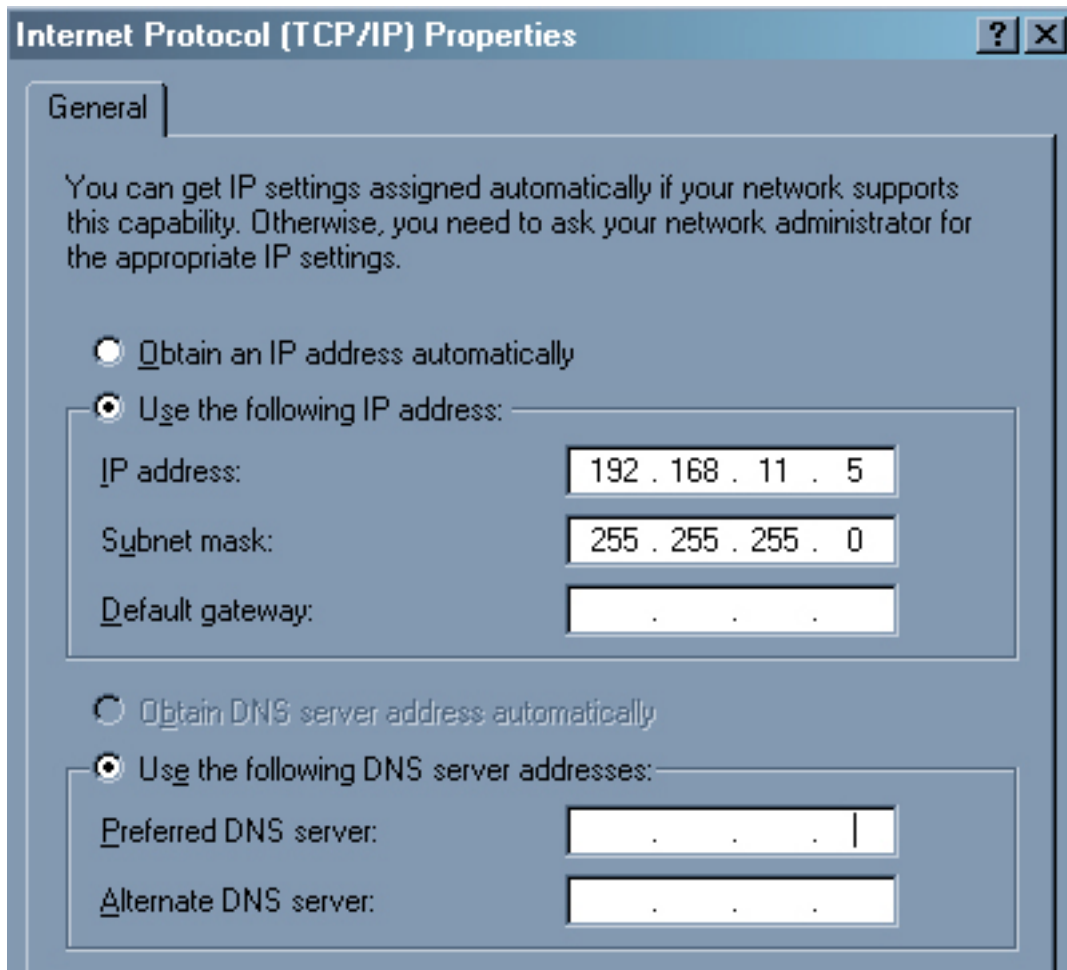 Internet Protocol (TCP/IP) Properties
General
You can get IP settings assigned automatically if your network supports
this capability. Otherwise, you need to ask your network administrator for
the appropriate IP settings.
Obtain an IP address automatically
Use the following IP address:
IP address: 192 . 168 . 11 . 5
Subnet mask: 255 . 255 . 255 . 0
Default gateway: . . .
Obtain DNS server address automatically
Use the following DNS server addresses:
Preferred DNS server: . . .
Alternate DNS server: . . .